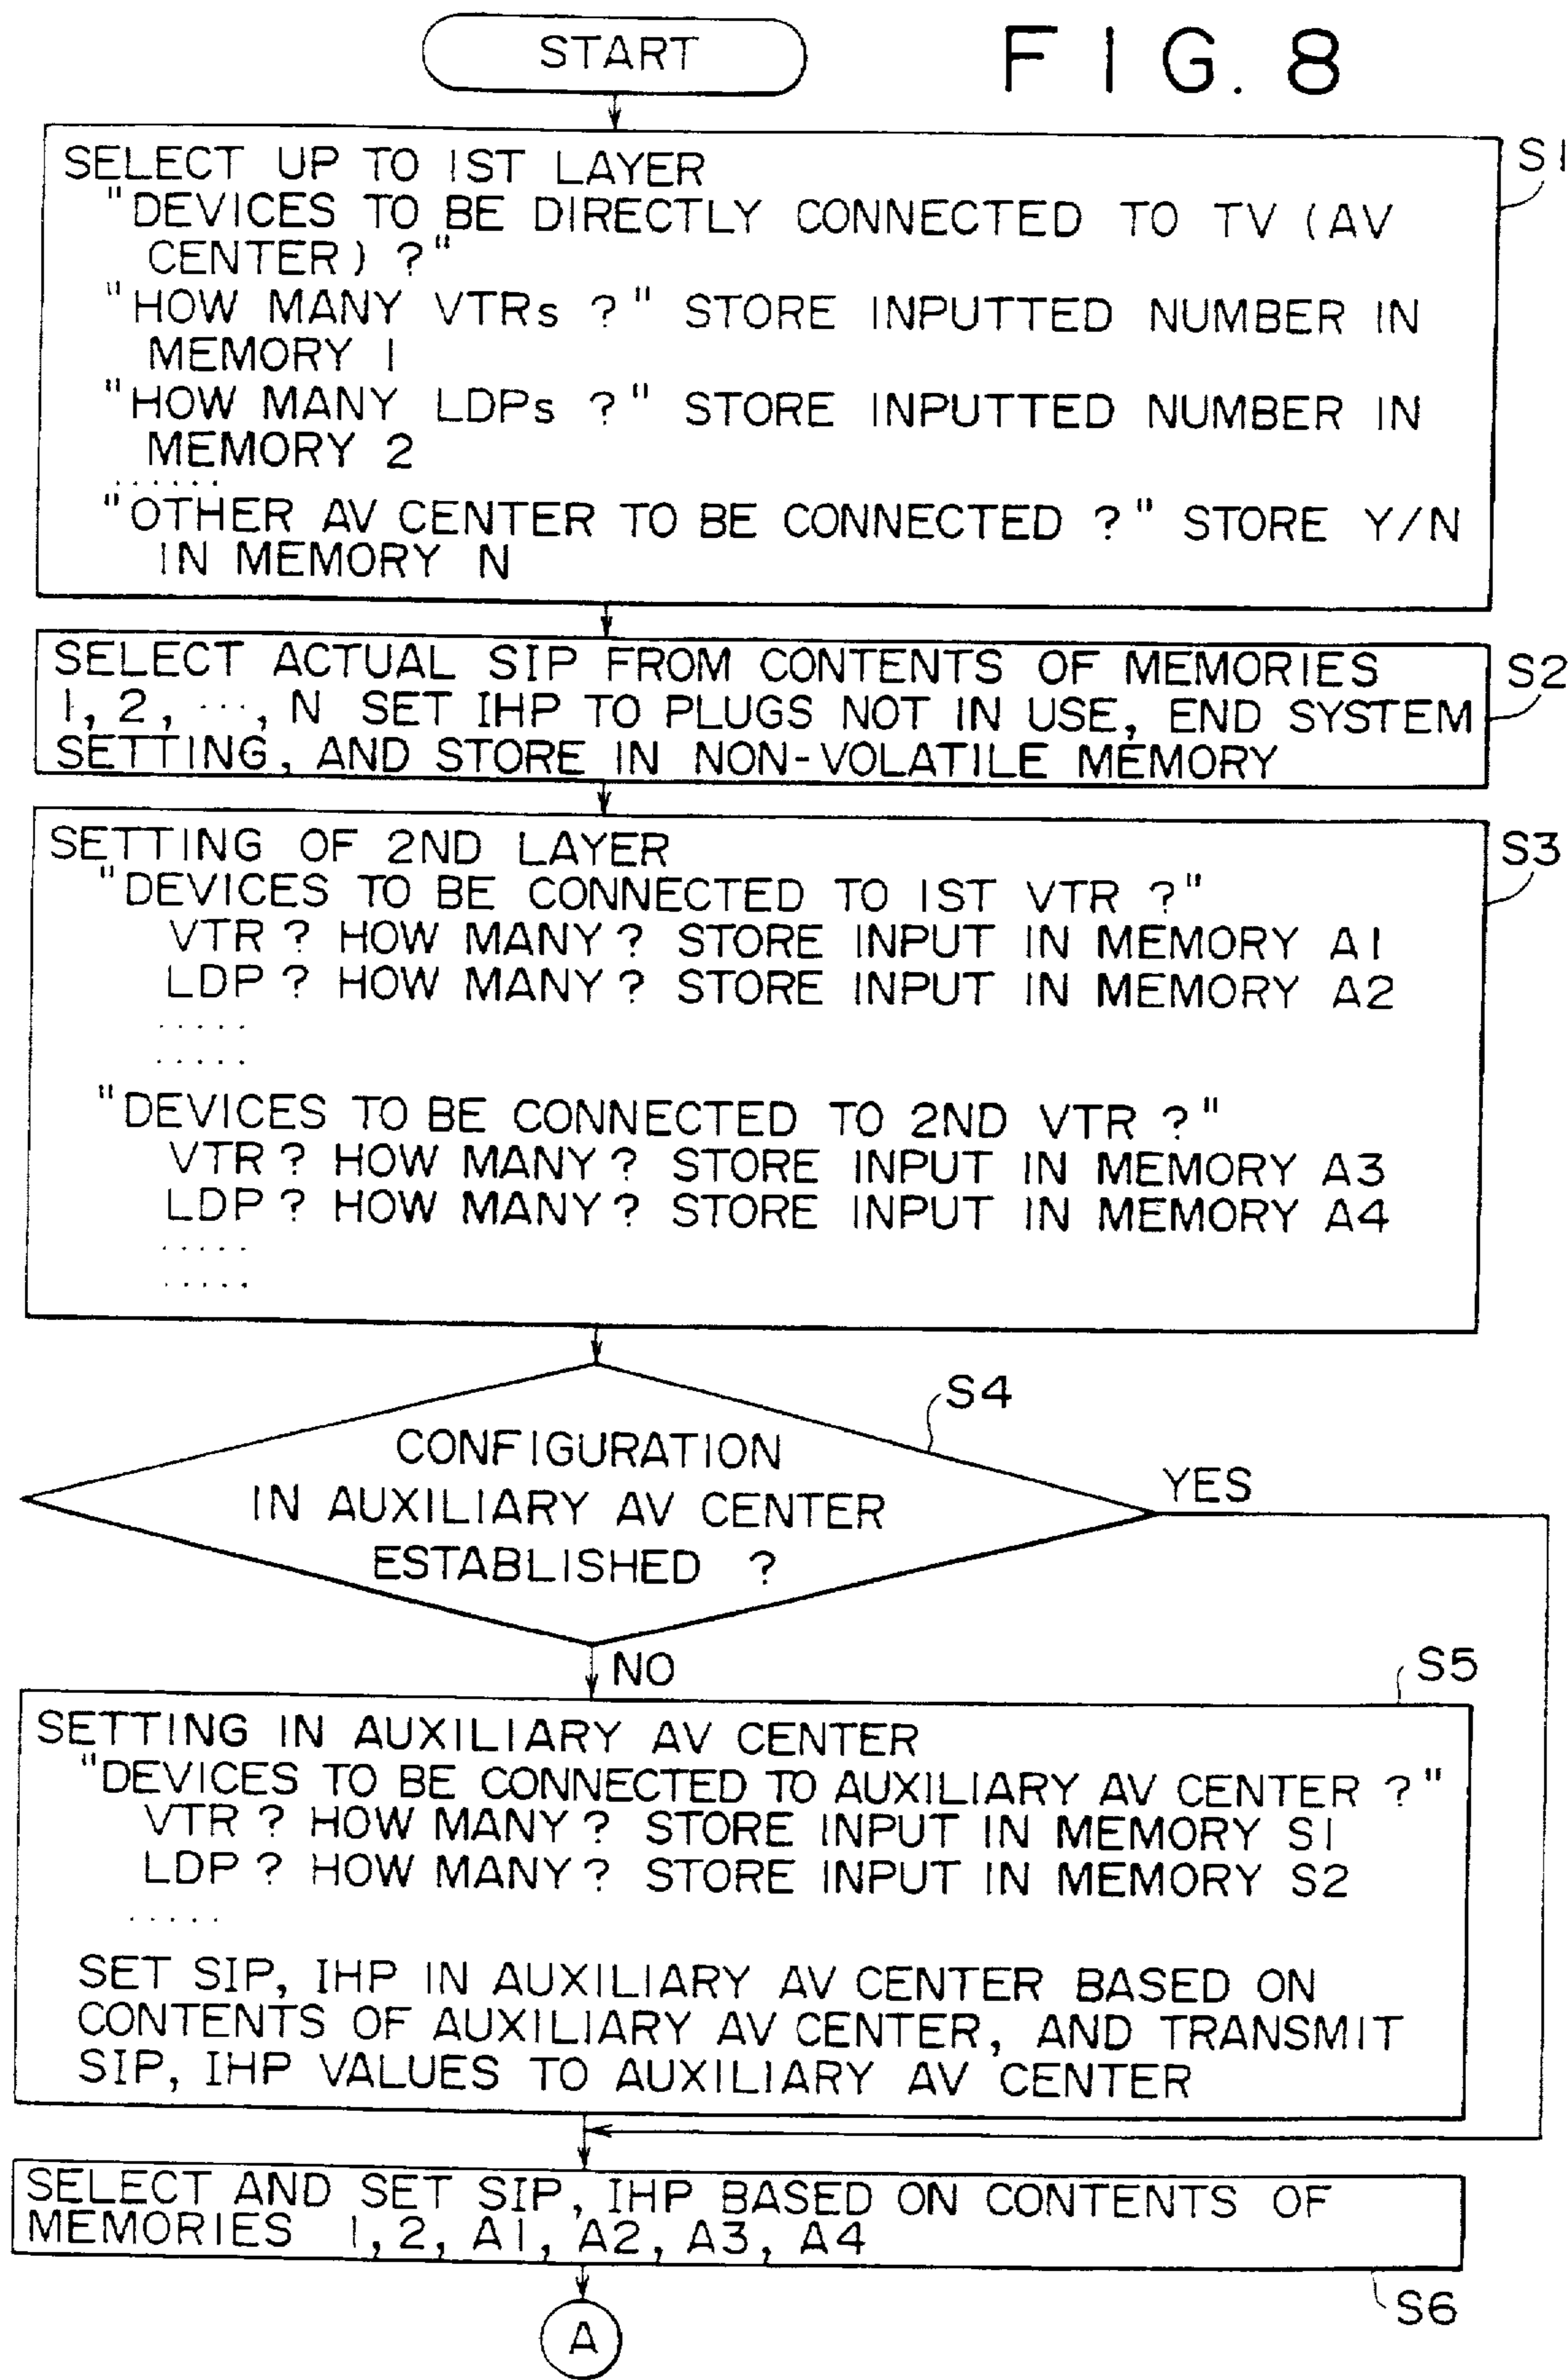 START
FIG. 8
S1
SELECT UP TO 1ST LAYER
"DEVICES TO BE DIRECTLY CONNECTED TO TV (AV
CENTER) ?"
"HOW MANY VTRs ?" STORE INPUTTED NUMBER IN
MEMORY 1
"HOW MANY LDPs ?" STORE INPUTTED NUMBER IN
MEMORY 2
......
"OTHER AV CENTER TO BE CONNECTED ?" STORE Y/N
IN MEMORY N
S2
SELECT ACTUAL SIP FROM CONTENTS OF MEMORIES
1, 2, ···, N SET IHP TO PLUGS NOT IN USE, END SYSTEM
SETTING, AND STORE IN NON-VOLATILE MEMORY
S3
SETTING OF 2ND LAYER
"DEVICES TO BE CONNECTED TO 1ST VTR ?"
VTR ? HOW MANY ? STORE INPUT IN MEMORY A1
LDP ? HOW MANY ? STORE INPUT IN MEMORY A2
.....
.....
"DEVICES TO BE CONNECTED TO 2ND VTR ?"
VTR ? HOW MANY ? STORE INPUT IN MEMORY A3
LDP ? HOW MANY ? STORE INPUT IN MEMORY A4
.....
.....
S4
CONFIGURATION
IN AUXILIARY AV CENTER
ESTABLISHED ?
YES
NO
S5
SETTING IN AUXILIARY AV CENTER
"DEVICES TO BE CONNECTED TO AUXILIARY AV CENTER ?"
VTR ? HOW MANY ? STORE INPUT IN MEMORY S1
LDP ? HOW MANY ? STORE INPUT IN MEMORY S2
.....
SET SIP, IHP IN AUXILIARY AV CENTER BASED ON
CONTENTS OF AUXILIARY AV CENTER, AND TRANSMIT
SIP, IHP VALUES TO AUXILIARY AV CENTER
SELECT AND SET SIP, IHP BASED ON CONTENTS OF
MEMORIES 1, 2, A1, A2, A3, A4
S6
A